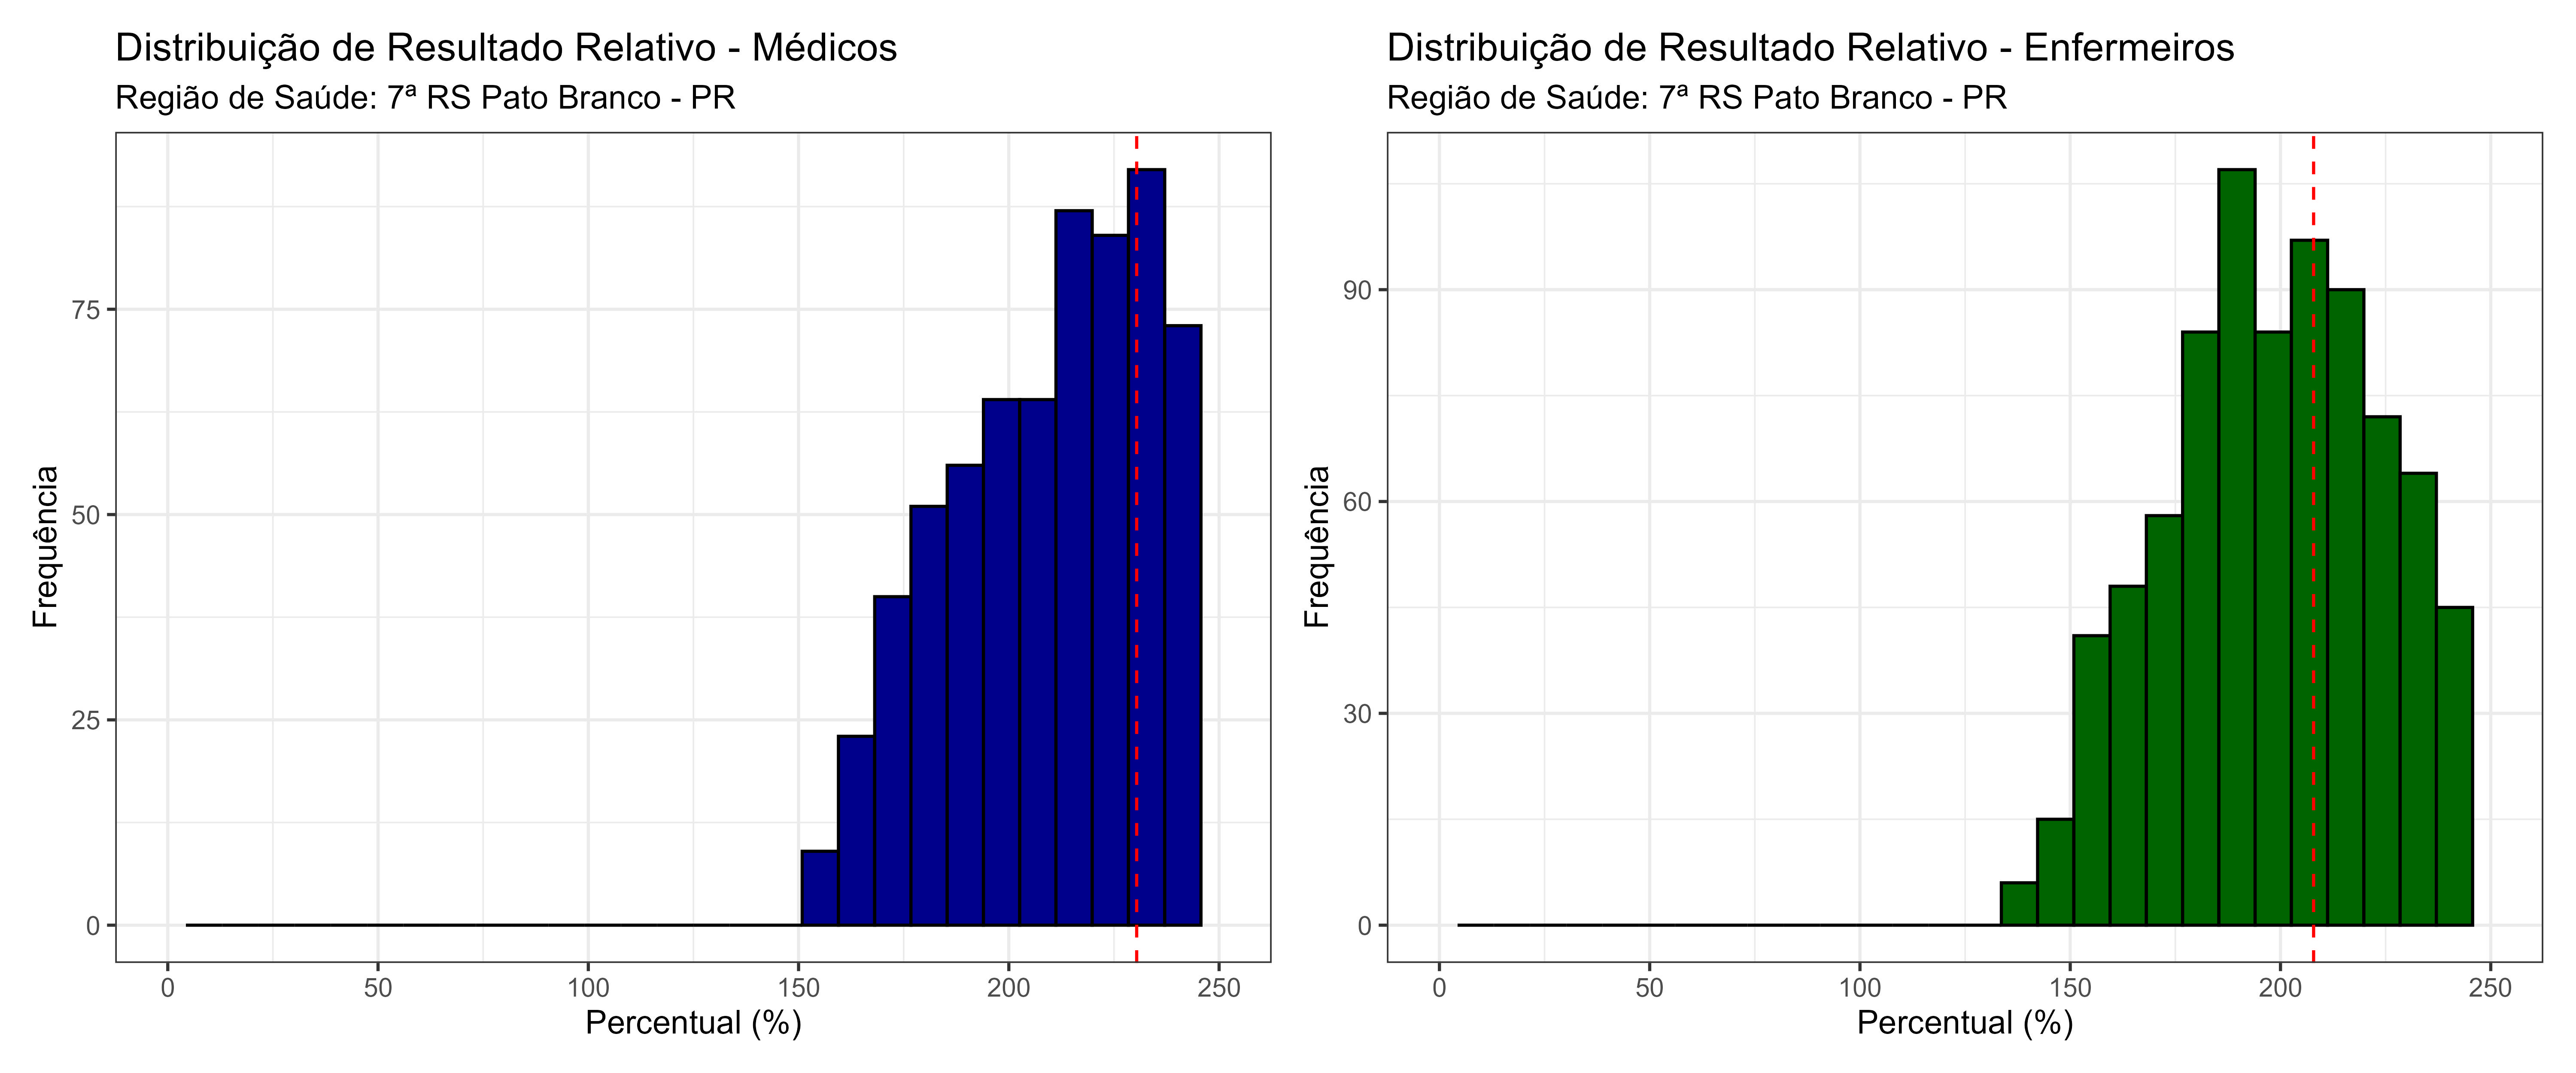 Distribuição de Resultado Relativo - Médicos
Região de Saúde: 7ª RS Pato Branco - PR
Frequência
75
50
25
0
0 50 100 150 200 250
Percentual (%)
Distribuição de Resultado Relativo - Enfermeiros
Região de Saúde: 7ª RS Pato Branco - PR
Frequência
90
60
30
0
0 50 100 150 200 250
Percentual (%)